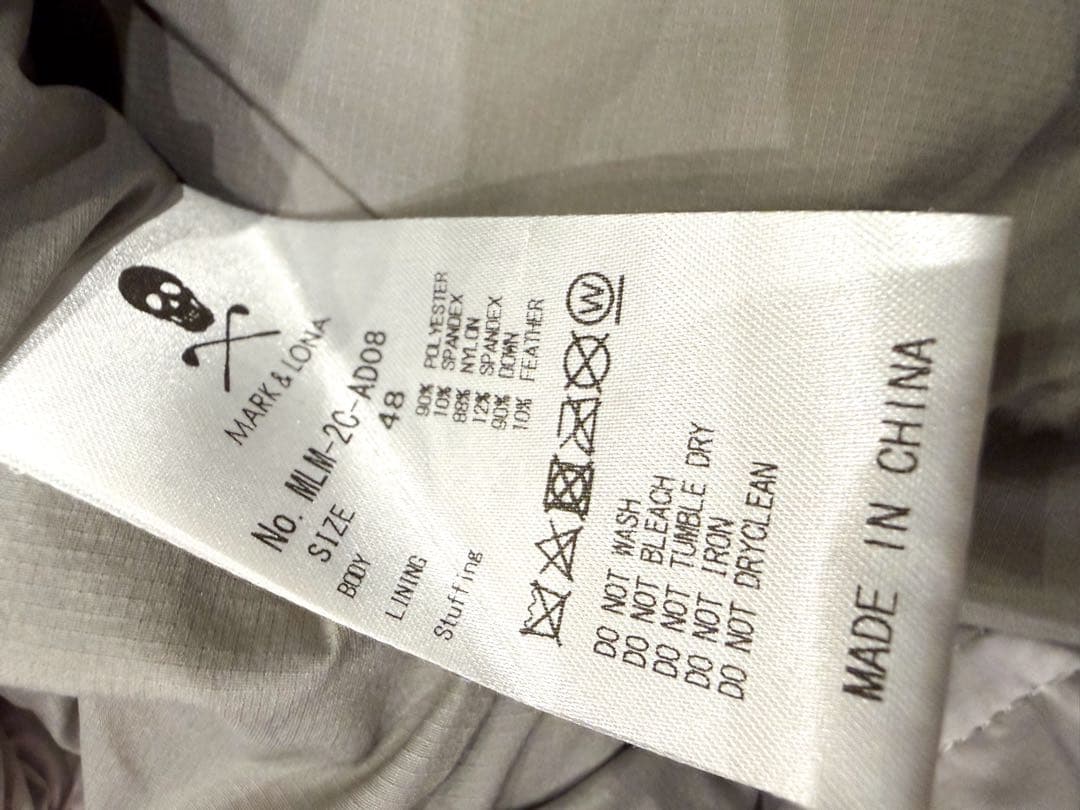 MARK & LONA
No. MLM-2C-AD08
SIZE 48
BODY 90% POLYESTER
10% SPANDEX
LINING 88% NYLON
12% SPANDEX
Stuffing 90% DOWN
10% FEATHER
W
DO NOT WASH
DO NOT BLEACH
DO NOT TUMBLE DRY
DO NOT IRON
DO NOT DRYCLEAN
MADE IN CHINA